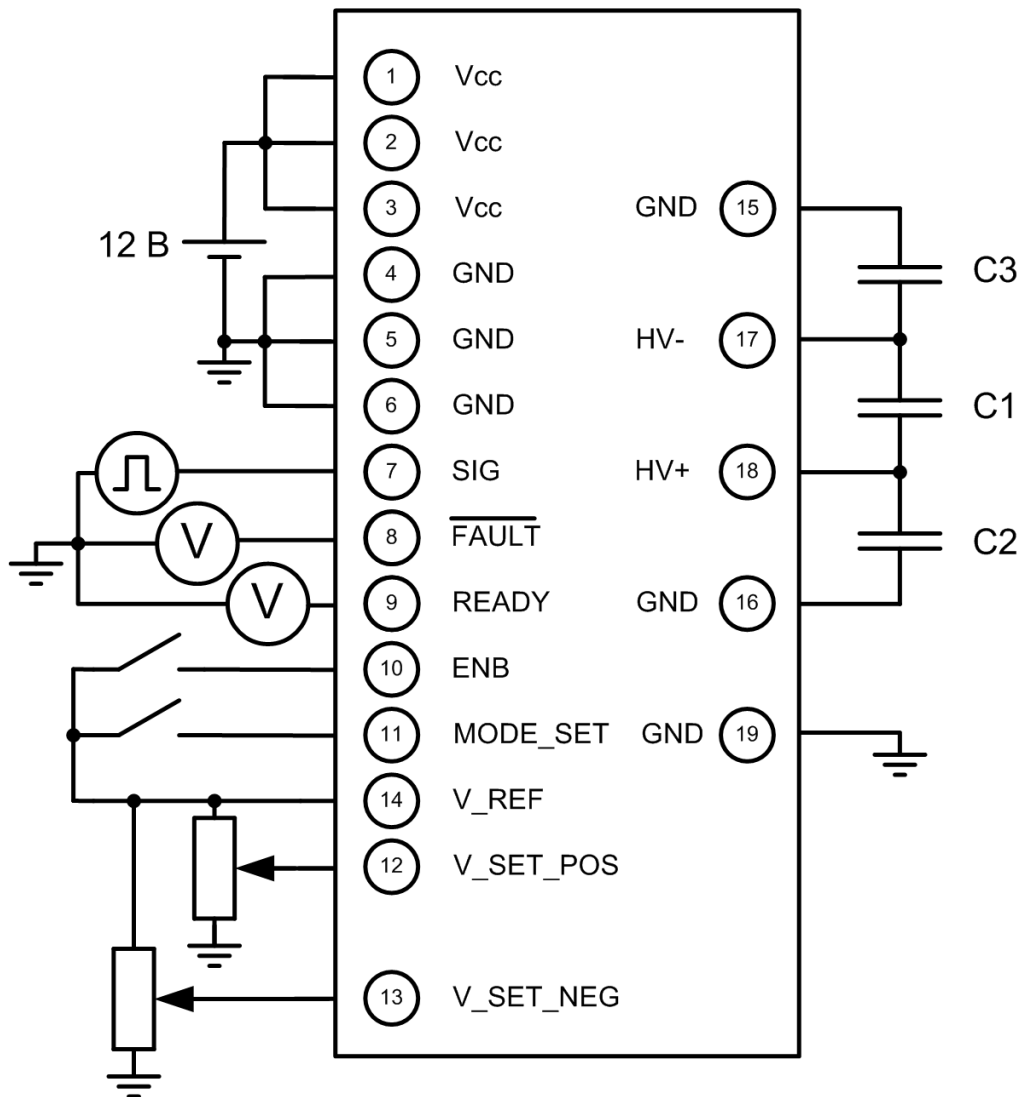 1 Vcc
2 Vcc
3 Vcc
GND 15
12 В
4 GND
C3
5 GND
HV- 17
6 GND
C1
7 SIG
HV+ 18
V 8 FAULT
C2
V 9 READY
GND 16
10 ENB
11 MODE_SET
GND 19
14 V_REF
12 V_SET_POS
13 V_SET_NEG